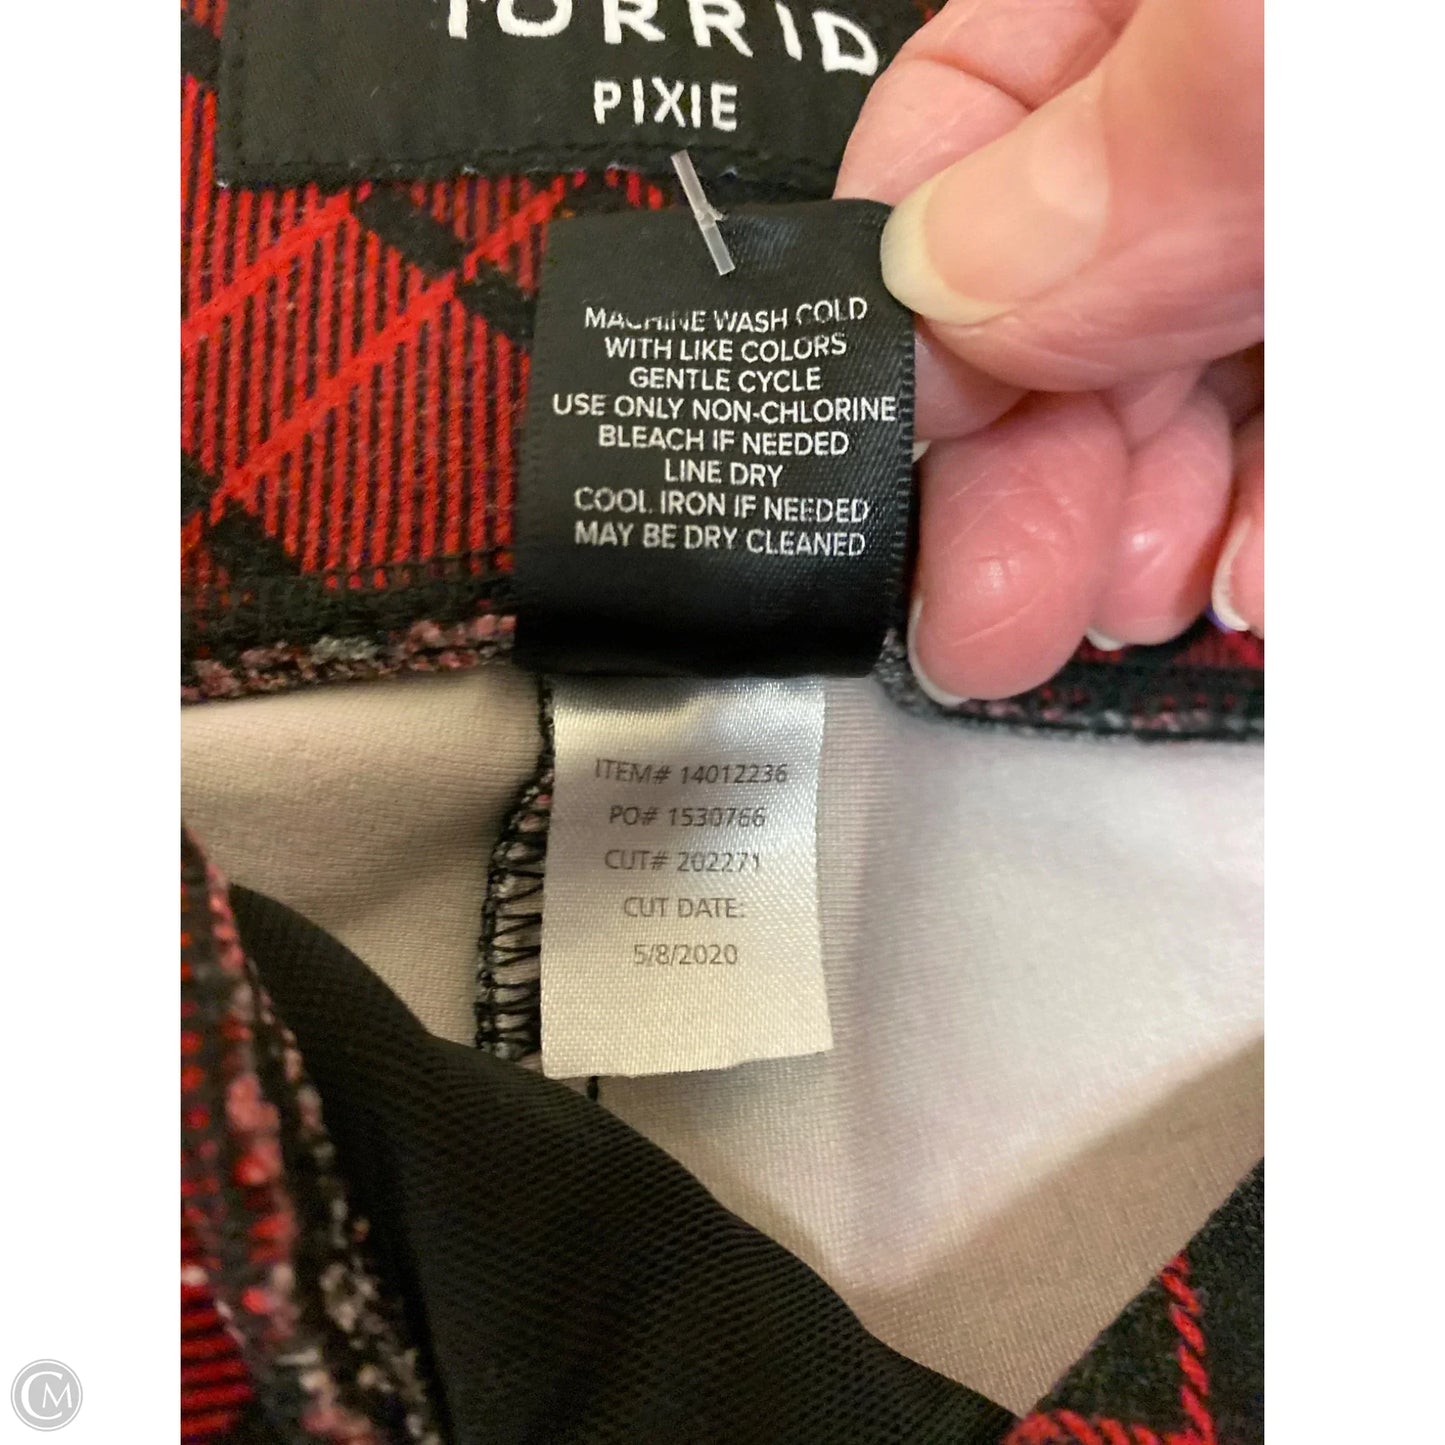 TORRID
PIXIE
MACHINE WASH COLD
WITH LIKE COLORS
GENTLE CYCLE
USE ONLY NON-CHLORINE
BLEACH IF NEEDED
LINE DRY
COOL IRON IF NEEDED
MAY BE DRY CLEANED
ITEM# 14012236
PO# 1530766
CUT# 202271
CUT DATE:
5/8/2020
CM